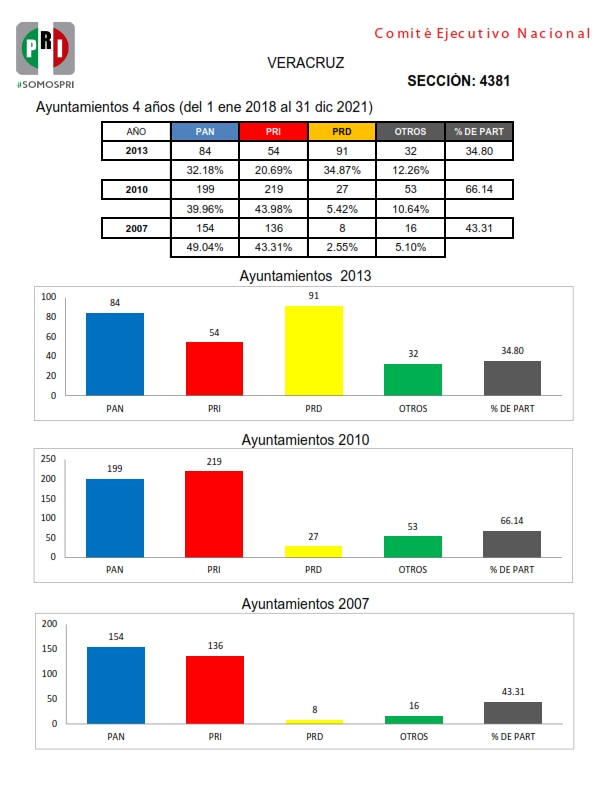 Comité Ejecutivo Nacional
PRI
#SOMOSPRI
VERACRUZ
SECCIÓN: 4381
Ayuntamientos 4 años (del 1 ene 2018 al 31 dic 2021)
AÑO PAN PRI PRD OTROS % DE PART
2013 84 54 91 32 34.80
32.18% 20.69% 34.87% 12.26%
2010 199 219 27 53 66.14
39.96% 43.98% 5.42% 10.64%
2007 154 136 8 16 43.31
49.04% 43.31% 2.55% 5.10%
Ayuntamientos 2013
100
80
60
40
20
0
84 54 91 32 34.80
PAN PRI PRD OTROS % DE PART
Ayuntamientos 2010
250
200
150
100
50
0
199 219 27 53 66.14
PAN PRI PRD OTROS % DE PART
Ayuntamientos 2007
200
150
100
50
0
154 136 8 16 43.31
PAN PRI PRD OTROS % DE PART